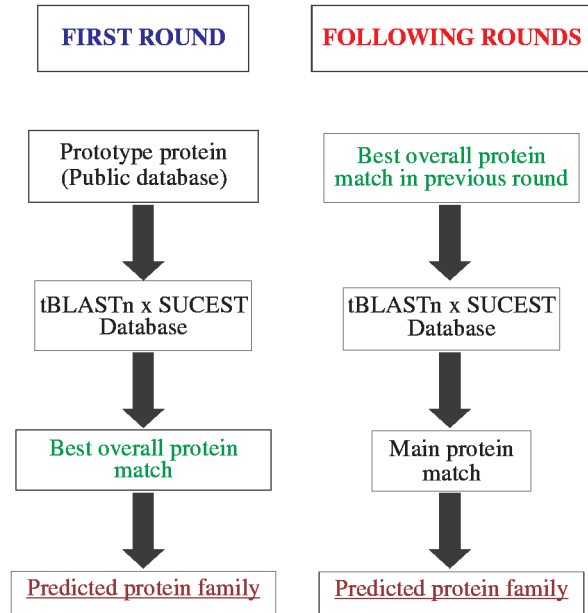 FIRST ROUND
Prototype protein
(Public database)
tBLASTn x SUCEST
Database
Best overall protein
match
Predicted protein family
FOLLOWING ROUNDS
Best overall protein
match in previous round
tBLASTn x SUCEST
Database
Main protein
match
Predicted protein family